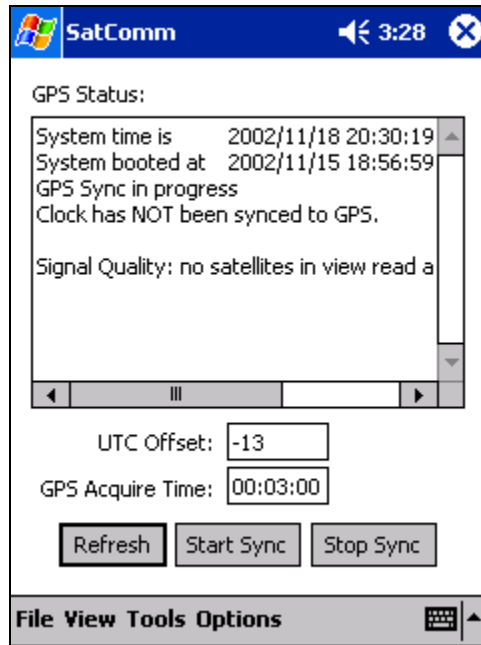 SatComm 3:28
GPS Status:
System time is 2002/11/18 20:30:19
System booted at 2002/11/15 18:56:59
GPS Sync in progress
Clock has NOT been synced to GPS.
Signal Quality: no satellites in view read a
UTC Offset: -13
GPS Acquire Time: 00:03:00
Refresh Start Sync Stop Sync
File View Tools Options